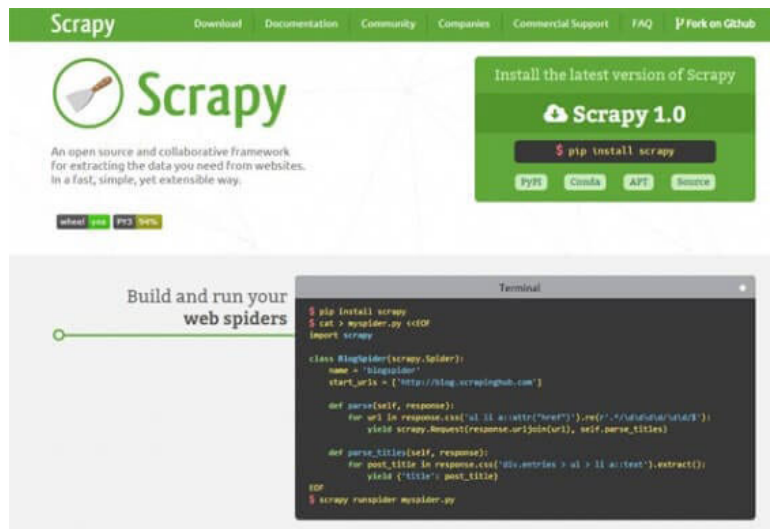 Scrapy Download Documentation Community Companies Commercial Support FAQ Fork on Github
Scrapy
An open source and collaborative framework
for extracting the data you need from websites.
In a fast, simple, yet extensible way.
wheel yes PY3 94%
Install the latest version of Scrapy
Scrapy 1.0
$ pip install scrapy
PyPI Conda APT Source
Build and run your
web spiders
Terminal
$ pip install scrapy
$ cat > myspider.py <<EOF
import scrapy
class BlogSpider(scrapy.Spider):
name = 'blogspider'
start_urls = ['http://blog.scrapinghub.com']
def parse(self, response):
for url in response.css('ul li a::attr("href")').re(r'.*/\d\d\d\d/\d\d/$'):
yield scrapy.Request(response.urljoin(url), self.parse_titles)
def parse_titles(self, response):
for post_title in response.css('div.entries > ul > li a::text').extract():
yield {'title': post_title}
EOF
$ scrapy runspider myspider.py